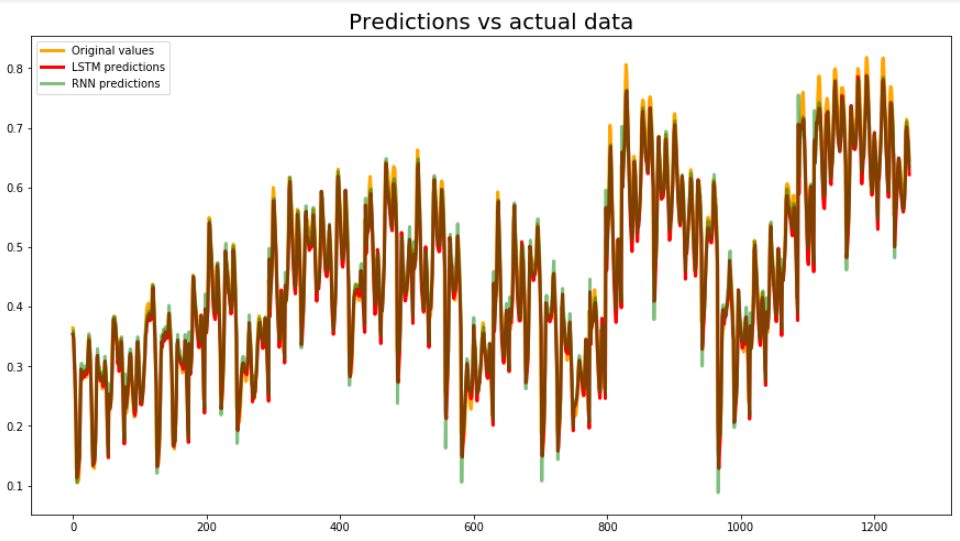 Predictions vs actual data
Original values
LSTM predictions
RNN predictions
0.8
0.7
0.6
0.5
0.4
0.3
0.2
0.1
0 200 400 600 800 1000 1200